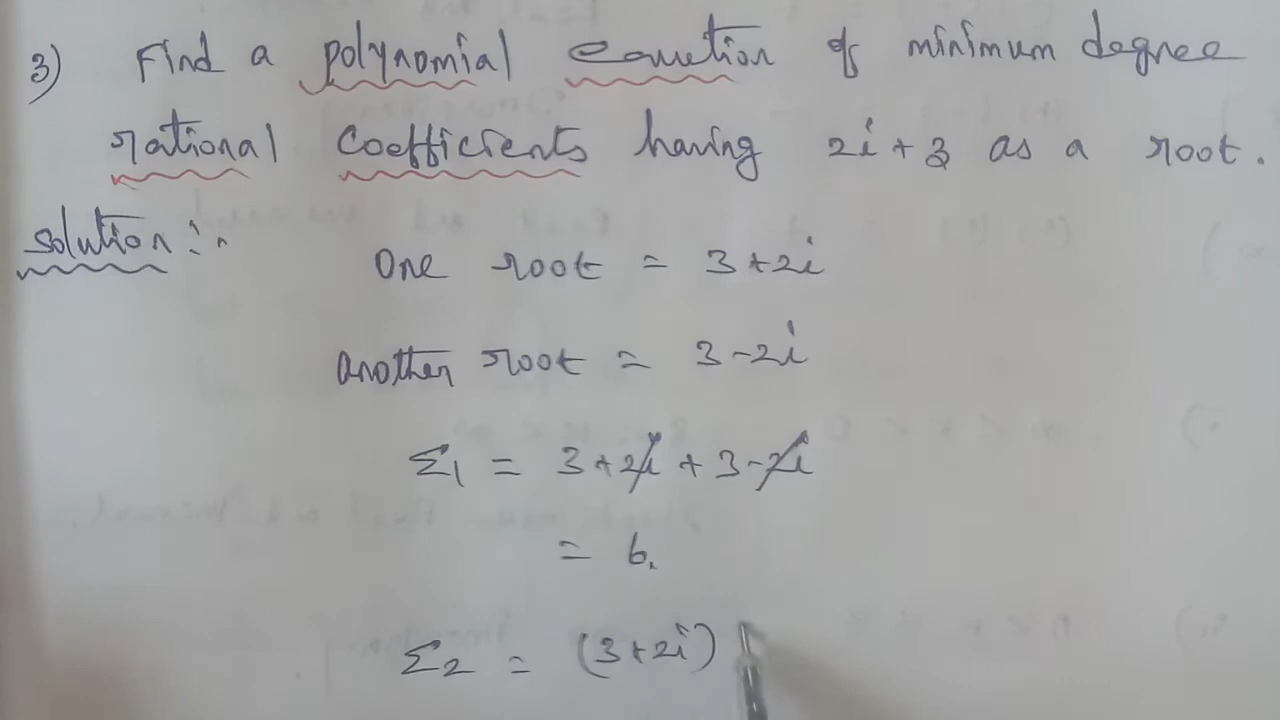 3) Find a polynomial equation of minimum degree
rational coefficients having 2i+3 as a root.
Solution:-
One root = 3+2i
another root = 3-2i
Σ1 = 3+2i+3-2i
= 6.
Σ2 = (3+2i)